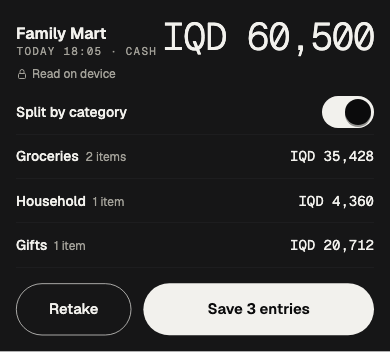 Family Mart
IQD 60,500
TODAY 18:05 · CASH
Read on device
Split by category
Groceries 2 items IQD 35,428
Household 1 item IQD 4,360
Gifts 1 item IQD 20,712
Retake Save 3 entries